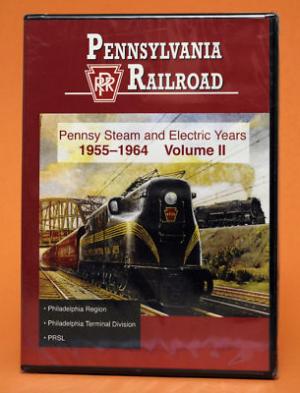 PENNSYLVANIA
PRR
RAILROAD
Pennsy Steam and Electric Years
1955–1964 Volume II
• Philadelphia Region
• Philadelphia Terminal Division
• PRSL